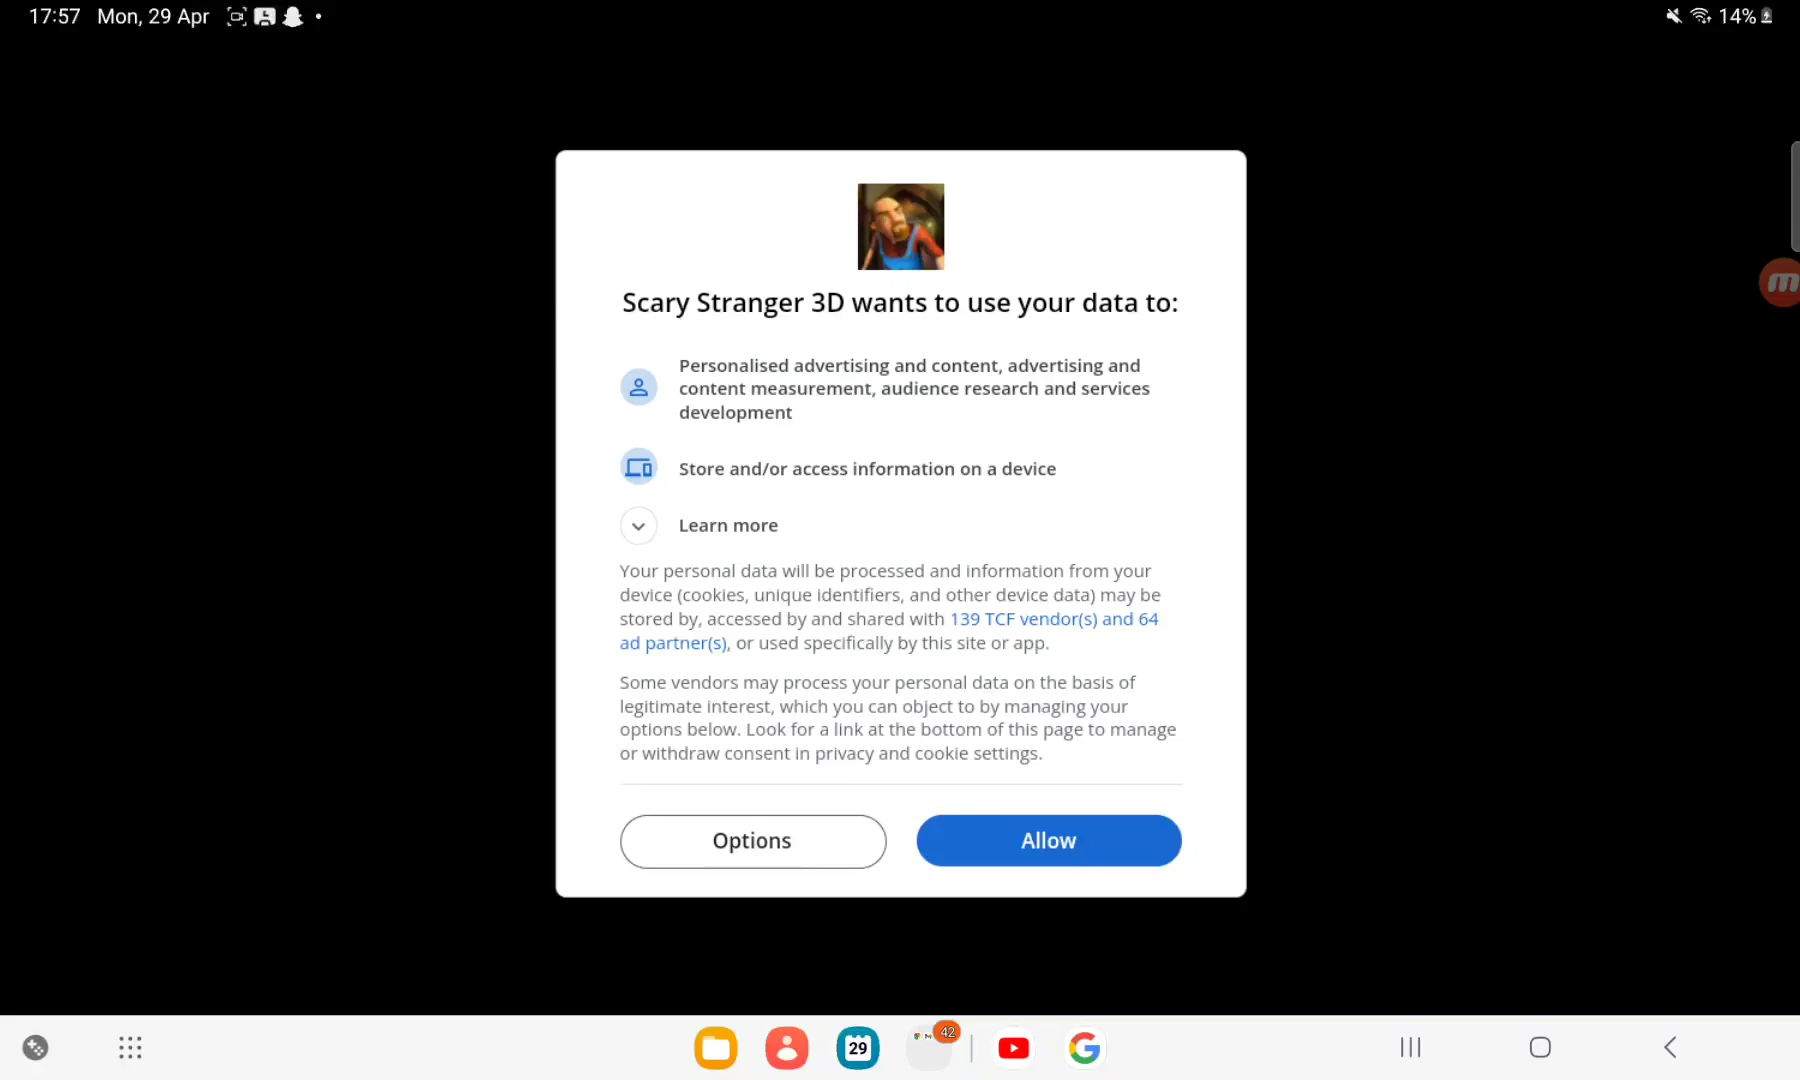 17:57 Mon, 29 Apr
14%
Scary Stranger 3D wants to use your data to:
Personalised advertising and content, advertising and
content measurement, audience research and services
development
Store and/or access information on a device
Learn more
Your personal data will be processed and information from your
device (cookies, unique identifiers, and other device data) may be
stored by, accessed by and shared with 139 TCF vendor(s) and 64
ad partner(s), or used specifically by this site or app.
Some vendors may process your personal data on the basis of
legitimate interest, which you can object to by managing your
options below. Look for a link at the bottom of this page to manage
or withdraw consent in privacy and cookie settings.
Options
Allow
29
42